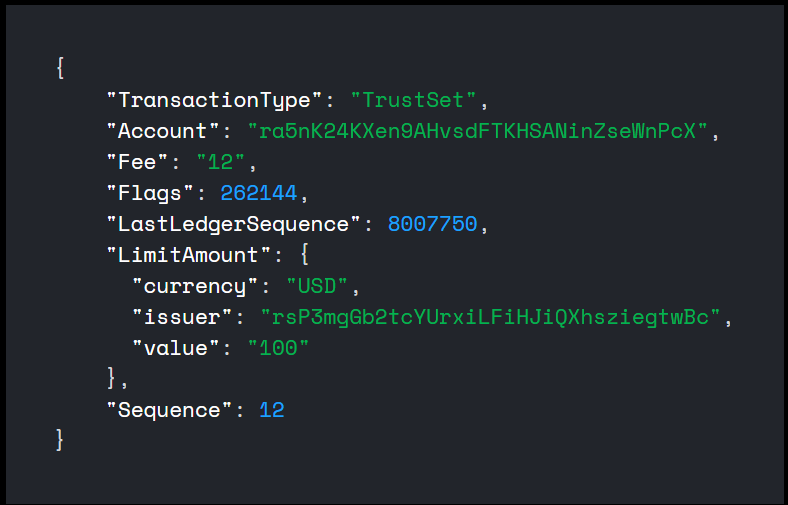 {
"TransactionType": "TrustSet",
"Account": "ra5nK24KXen9AHvsdFTKHSANinZseWnPcX",
"Fee": "12",
"Flags": 262144,
"LastLedgerSequence": 8007750,
"LimitAmount": {
"currency": "USD",
"issuer": "rsP3mgGb2tcYUrxiLFiHJiQXhsziegtwBc",
"value": "100"
},
"Sequence": 12
}